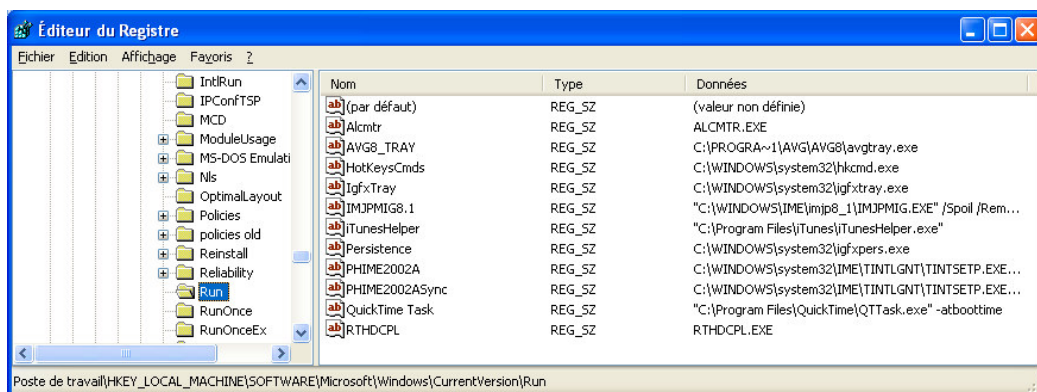 Éditeur du Registre
Fichier Edition Affichage Favoris ?
IntlRun
IPConfTSP
MCD
ModuleUsage
MS-DOS Emulati
Nls
OptimalLayout
Policies
policies old
Reinstall
Reliability
Run
RunOnce
RunOnceEx
Nom Type Données
(par défaut) REG_SZ (valeur non définie)
Alcmtr REG_SZ ALCMTR.EXE
AVG8_TRAY REG_SZ C:\PROGRA~1\AVG\AVG8\avgtray.exe
HotKeysCmds REG_SZ C:\WINDOWS\system32\hkcmd.exe
IgfxTray REG_SZ C:\WINDOWS\system32\igfxtray.exe
IMJPMIG8.1 REG_SZ "C:\WINDOWS\IME\imjp8_1\IMJPMIG.EXE" /Spoil /Rem...
iTunesHelper REG_SZ "C:\Program Files\iTunes\iTunesHelper.exe"
Persistence REG_SZ C:\WINDOWS\system32\igfxpers.exe
PHIME2002A REG_SZ C:\WINDOWS\system32\IME\TINTLGNT\TINTSETP.EXE...
PHIME2002ASync REG_SZ C:\WINDOWS\system32\IME\TINTLGNT\TINTSETP.EXE...
QuickTime Task REG_SZ "C:\Program Files\QuickTime\QTTask.exe" -atboottime
RTHDCPL REG_SZ RTHDCPL.EXE
Poste de travail\HKEY_LOCAL_MACHINE\SOFTWARE\Microsoft\Windows\CurrentVersion\Run